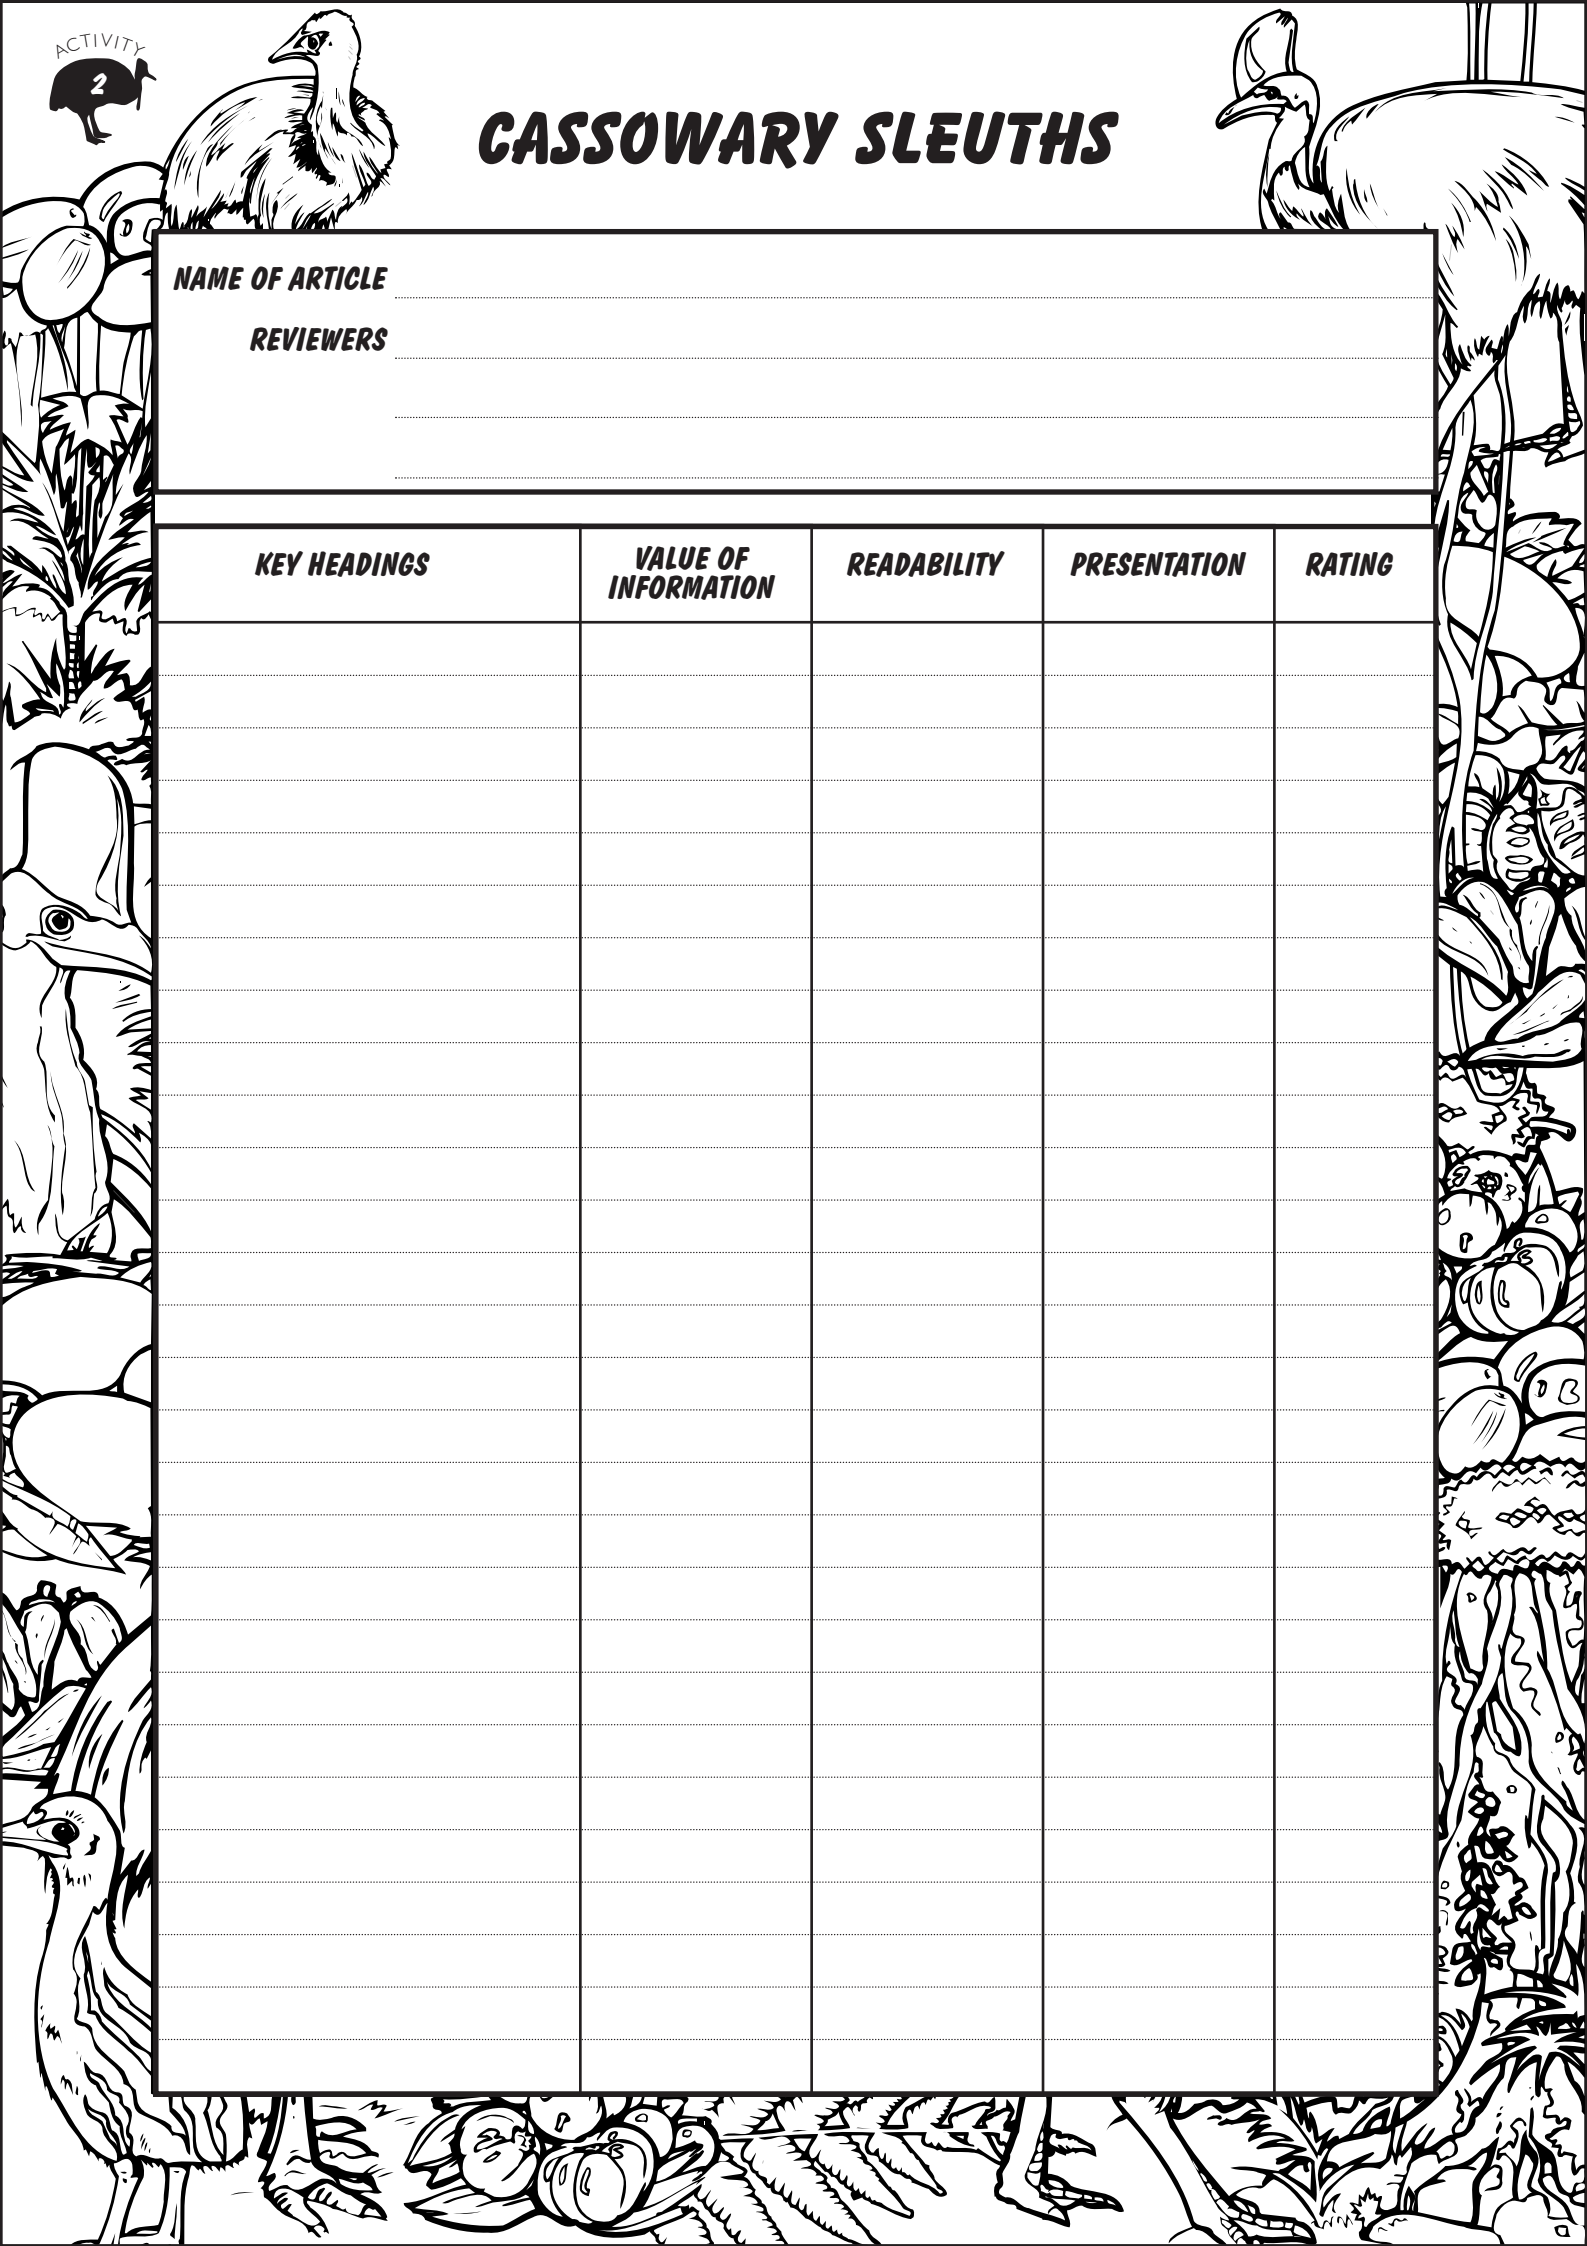 ACTIVITY
2
CASSOWARY SLEUTHS
NAME OF ARTICLE
REVIEWERS
KEY HEADINGS
VALUE OF
INFORMATION
READABILITY
PRESENTATION
RATING